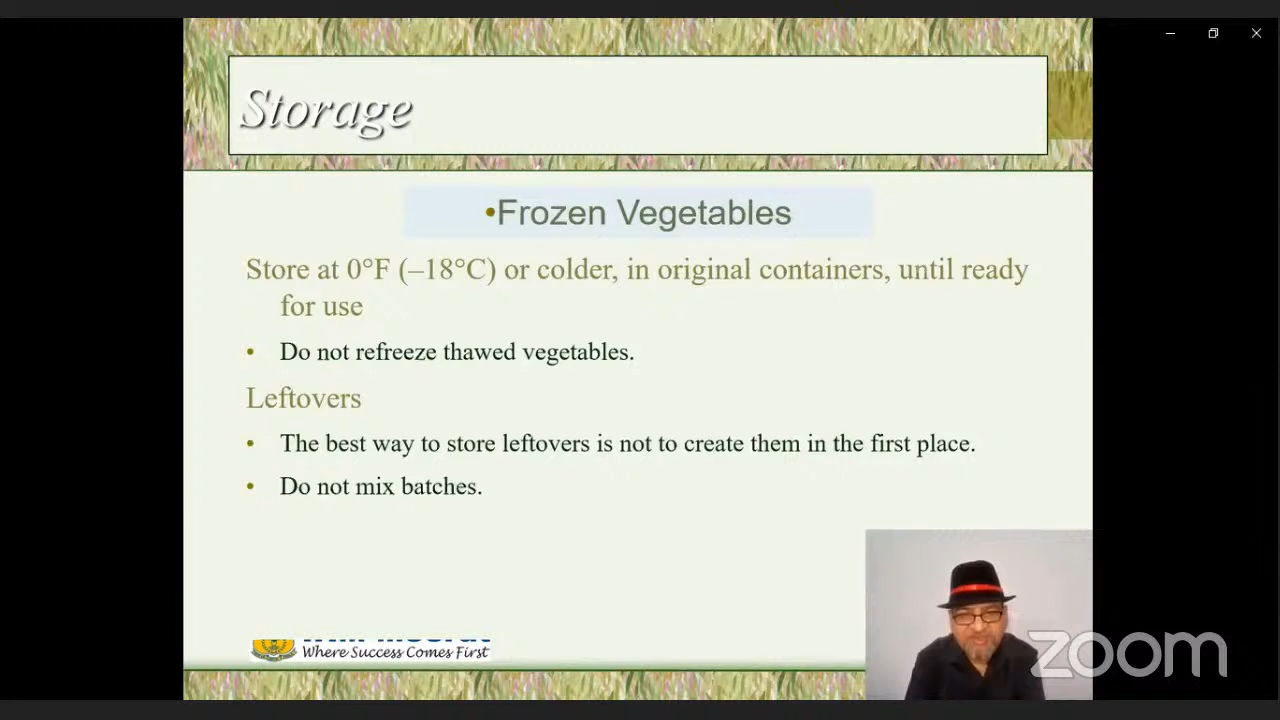 Storage
•Frozen Vegetables
Store at 0°F (–18°C) or colder, in original containers, until ready
for use
• Do not refreeze thawed vegetables.
Leftovers
• The best way to store leftovers is not to create them in the first place.
• Do not mix batches.
Where Success Comes First
zoom